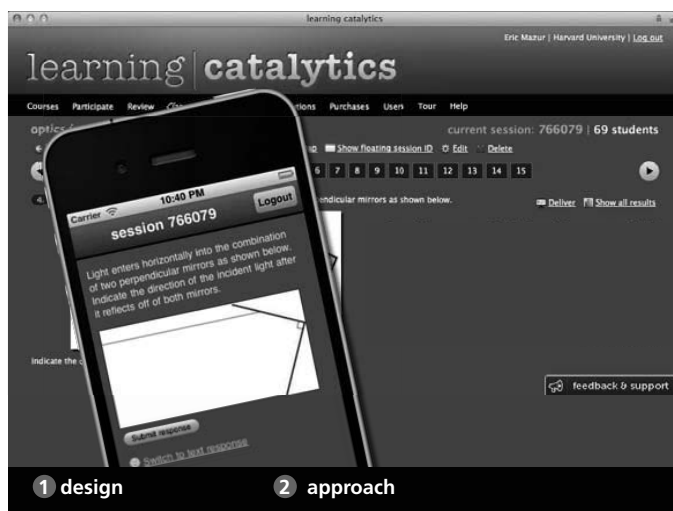 learning catalytics
Eric Mazur | Harvard University | Log out
learning | catalytics
Courses Participate Review Purchases Users Tour Help
current session: 766079 | 69 students
Show floating session ID Edit Delete
6 7 8 9 10 11 12 13 14 15
perpendicular mirrors as shown below.
Deliver Show all results
Indicate the
feedback & support
Carrier 10:40 PM
session 766079 Logout
Light enters horizontally into the combination
of two perpendicular mirrors as shown below.
Indicate the direction of the incident light after
it reflects off of both mirrors.
Submit response
Switch to text response
1 design 2 approach